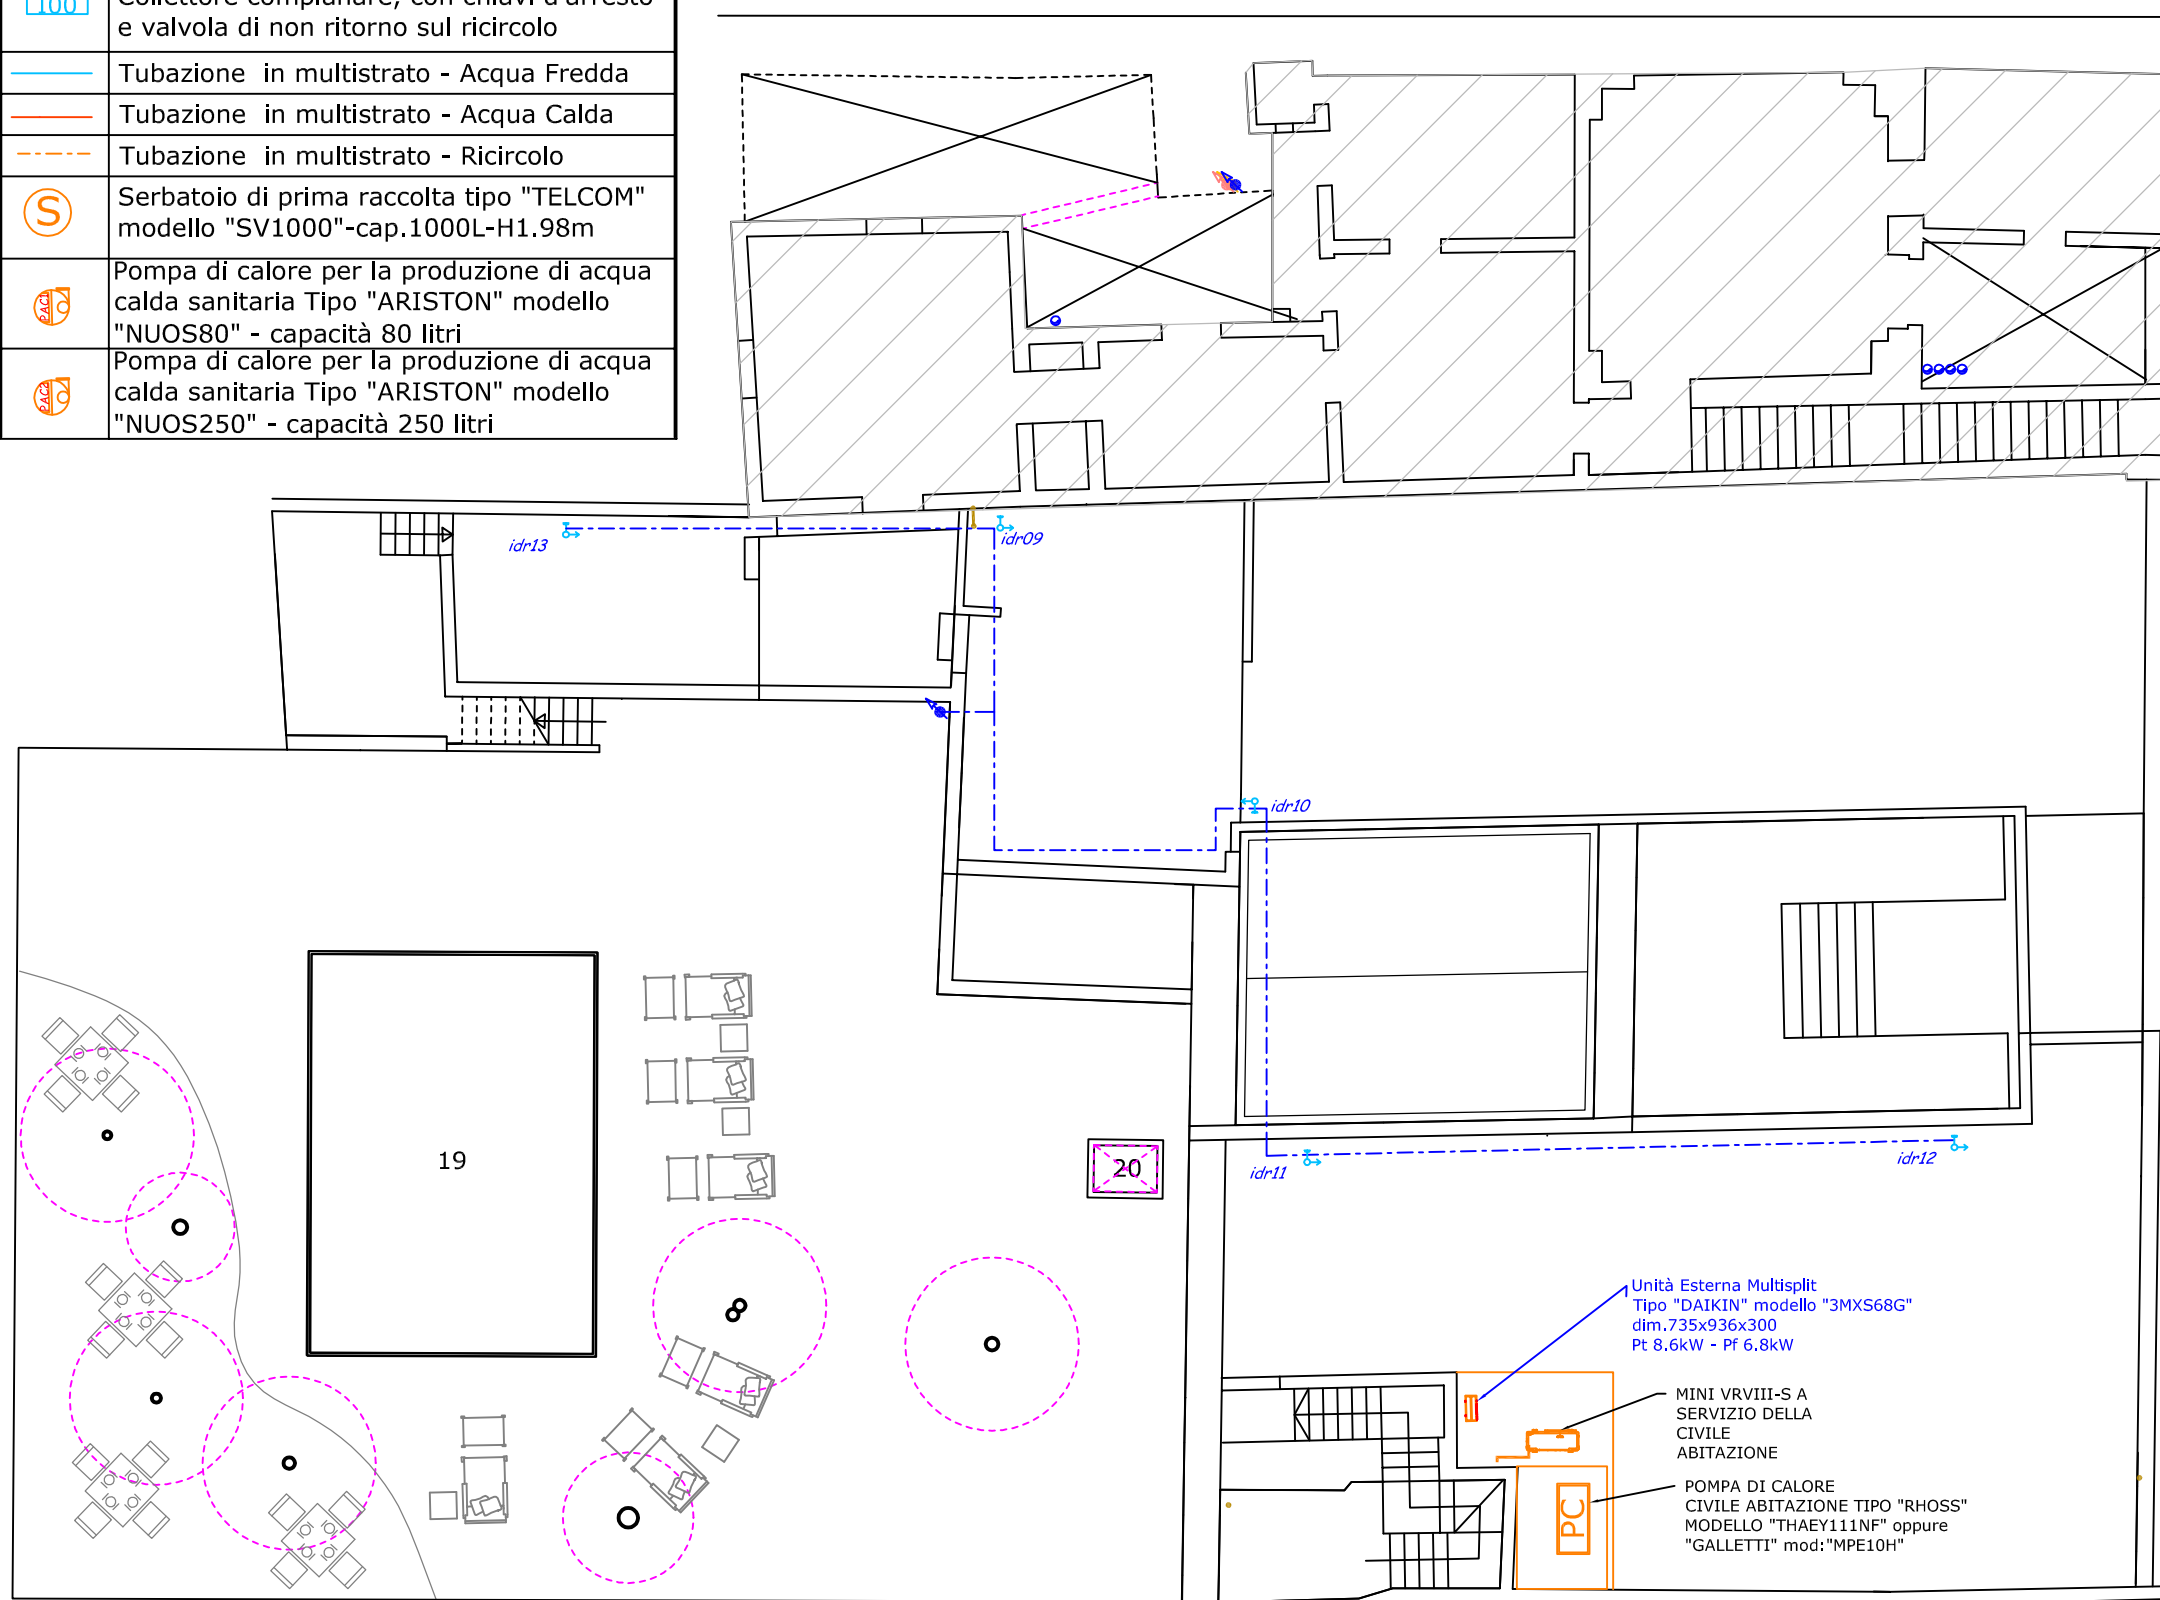 100
Collettore complanare, con chiavi d'arresto
e valvola di non ritorno sul ricircolo
Tubazione in multistrato - Acqua Fredda
Tubazione in multistrato - Acqua Calda
Tubazione in multistrato - Ricircolo
S
Serbatoio di prima raccolta tipo "TELCOM"
modello "SV1000"-cap.1000L-H1.98m
PAC1
Pompa di calore per la produzione di acqua
calda sanitaria Tipo "ARISTON" modello
"NUOS80" - capacità 80 litri
PAC2
Pompa di calore per la produzione di acqua
calda sanitaria Tipo "ARISTON" modello
"NUOS250" - capacità 250 litri
idr13
idr09
idr10
19
20
idr11
idr12
Unità Esterna Multisplit
Tipo "DAIKIN" modello "3MXS68G"
dim.735x936x300
Pt 8.6kW - Pf 6.8kW
MINI VRVIII-S A
SERVIZIO DELLA
CIVILE
ABITAZIONE
PC
POMPA DI CALORE
CIVILE ABITAZIONE TIPO "RHOSS"
MODELLO "THAEY111NF" oppure
"GALLETTI" mod:"MPE10H"